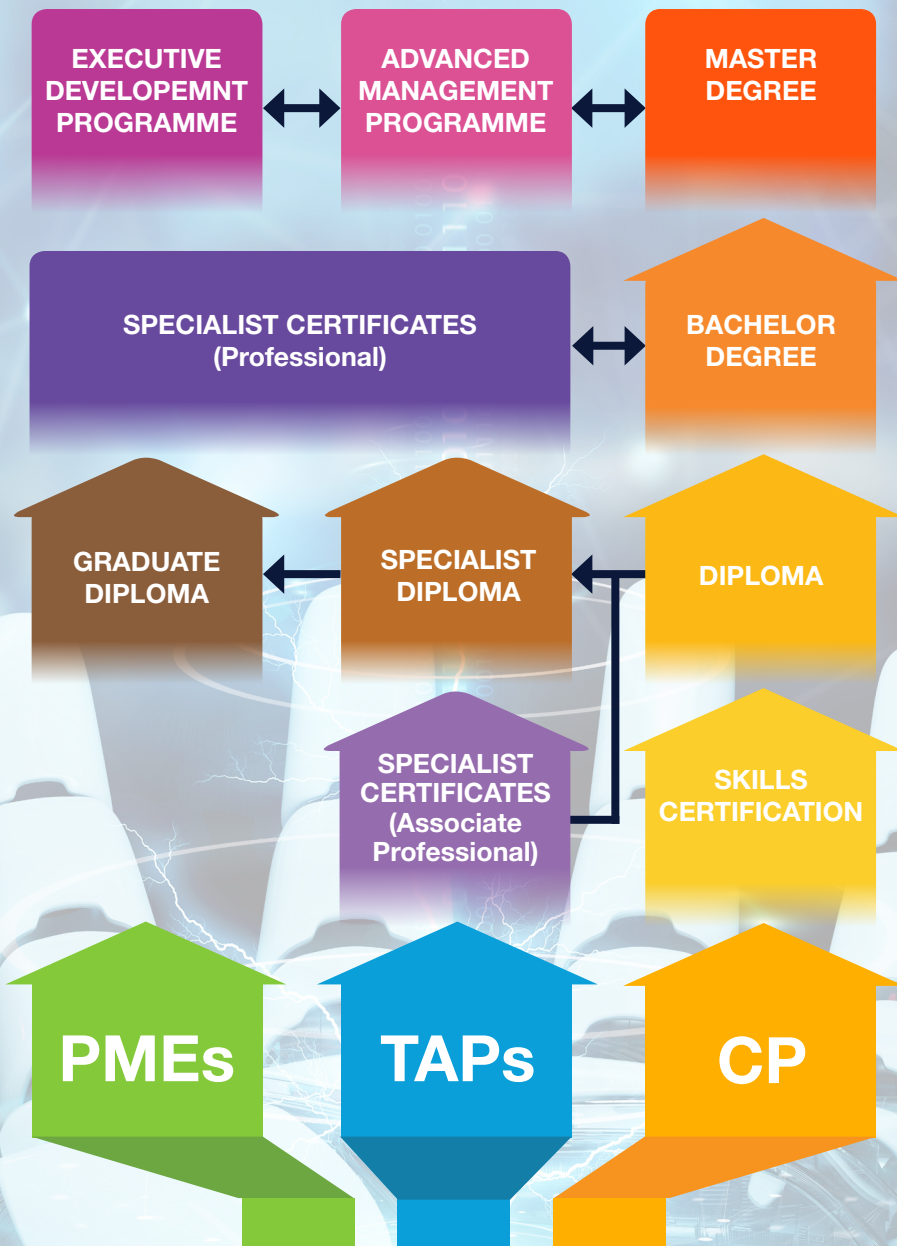 EXECUTIVE
DEVELOPEMNT
PROGRAMME
ADVANCED
MANAGEMENT
PROGRAMME
MASTER
DEGREE
SPECIALIST CERTIFICATES
(Professional)
BACHELOR
DEGREE
GRADUATE
DIPLOMA
SPECIALIST
DIPLOMA
DIPLOMA
SPECIALIST
CERTIFICATES
(Associate
Professional)
SKILLS
CERTIFICATION
PMEs
TAPs
CP